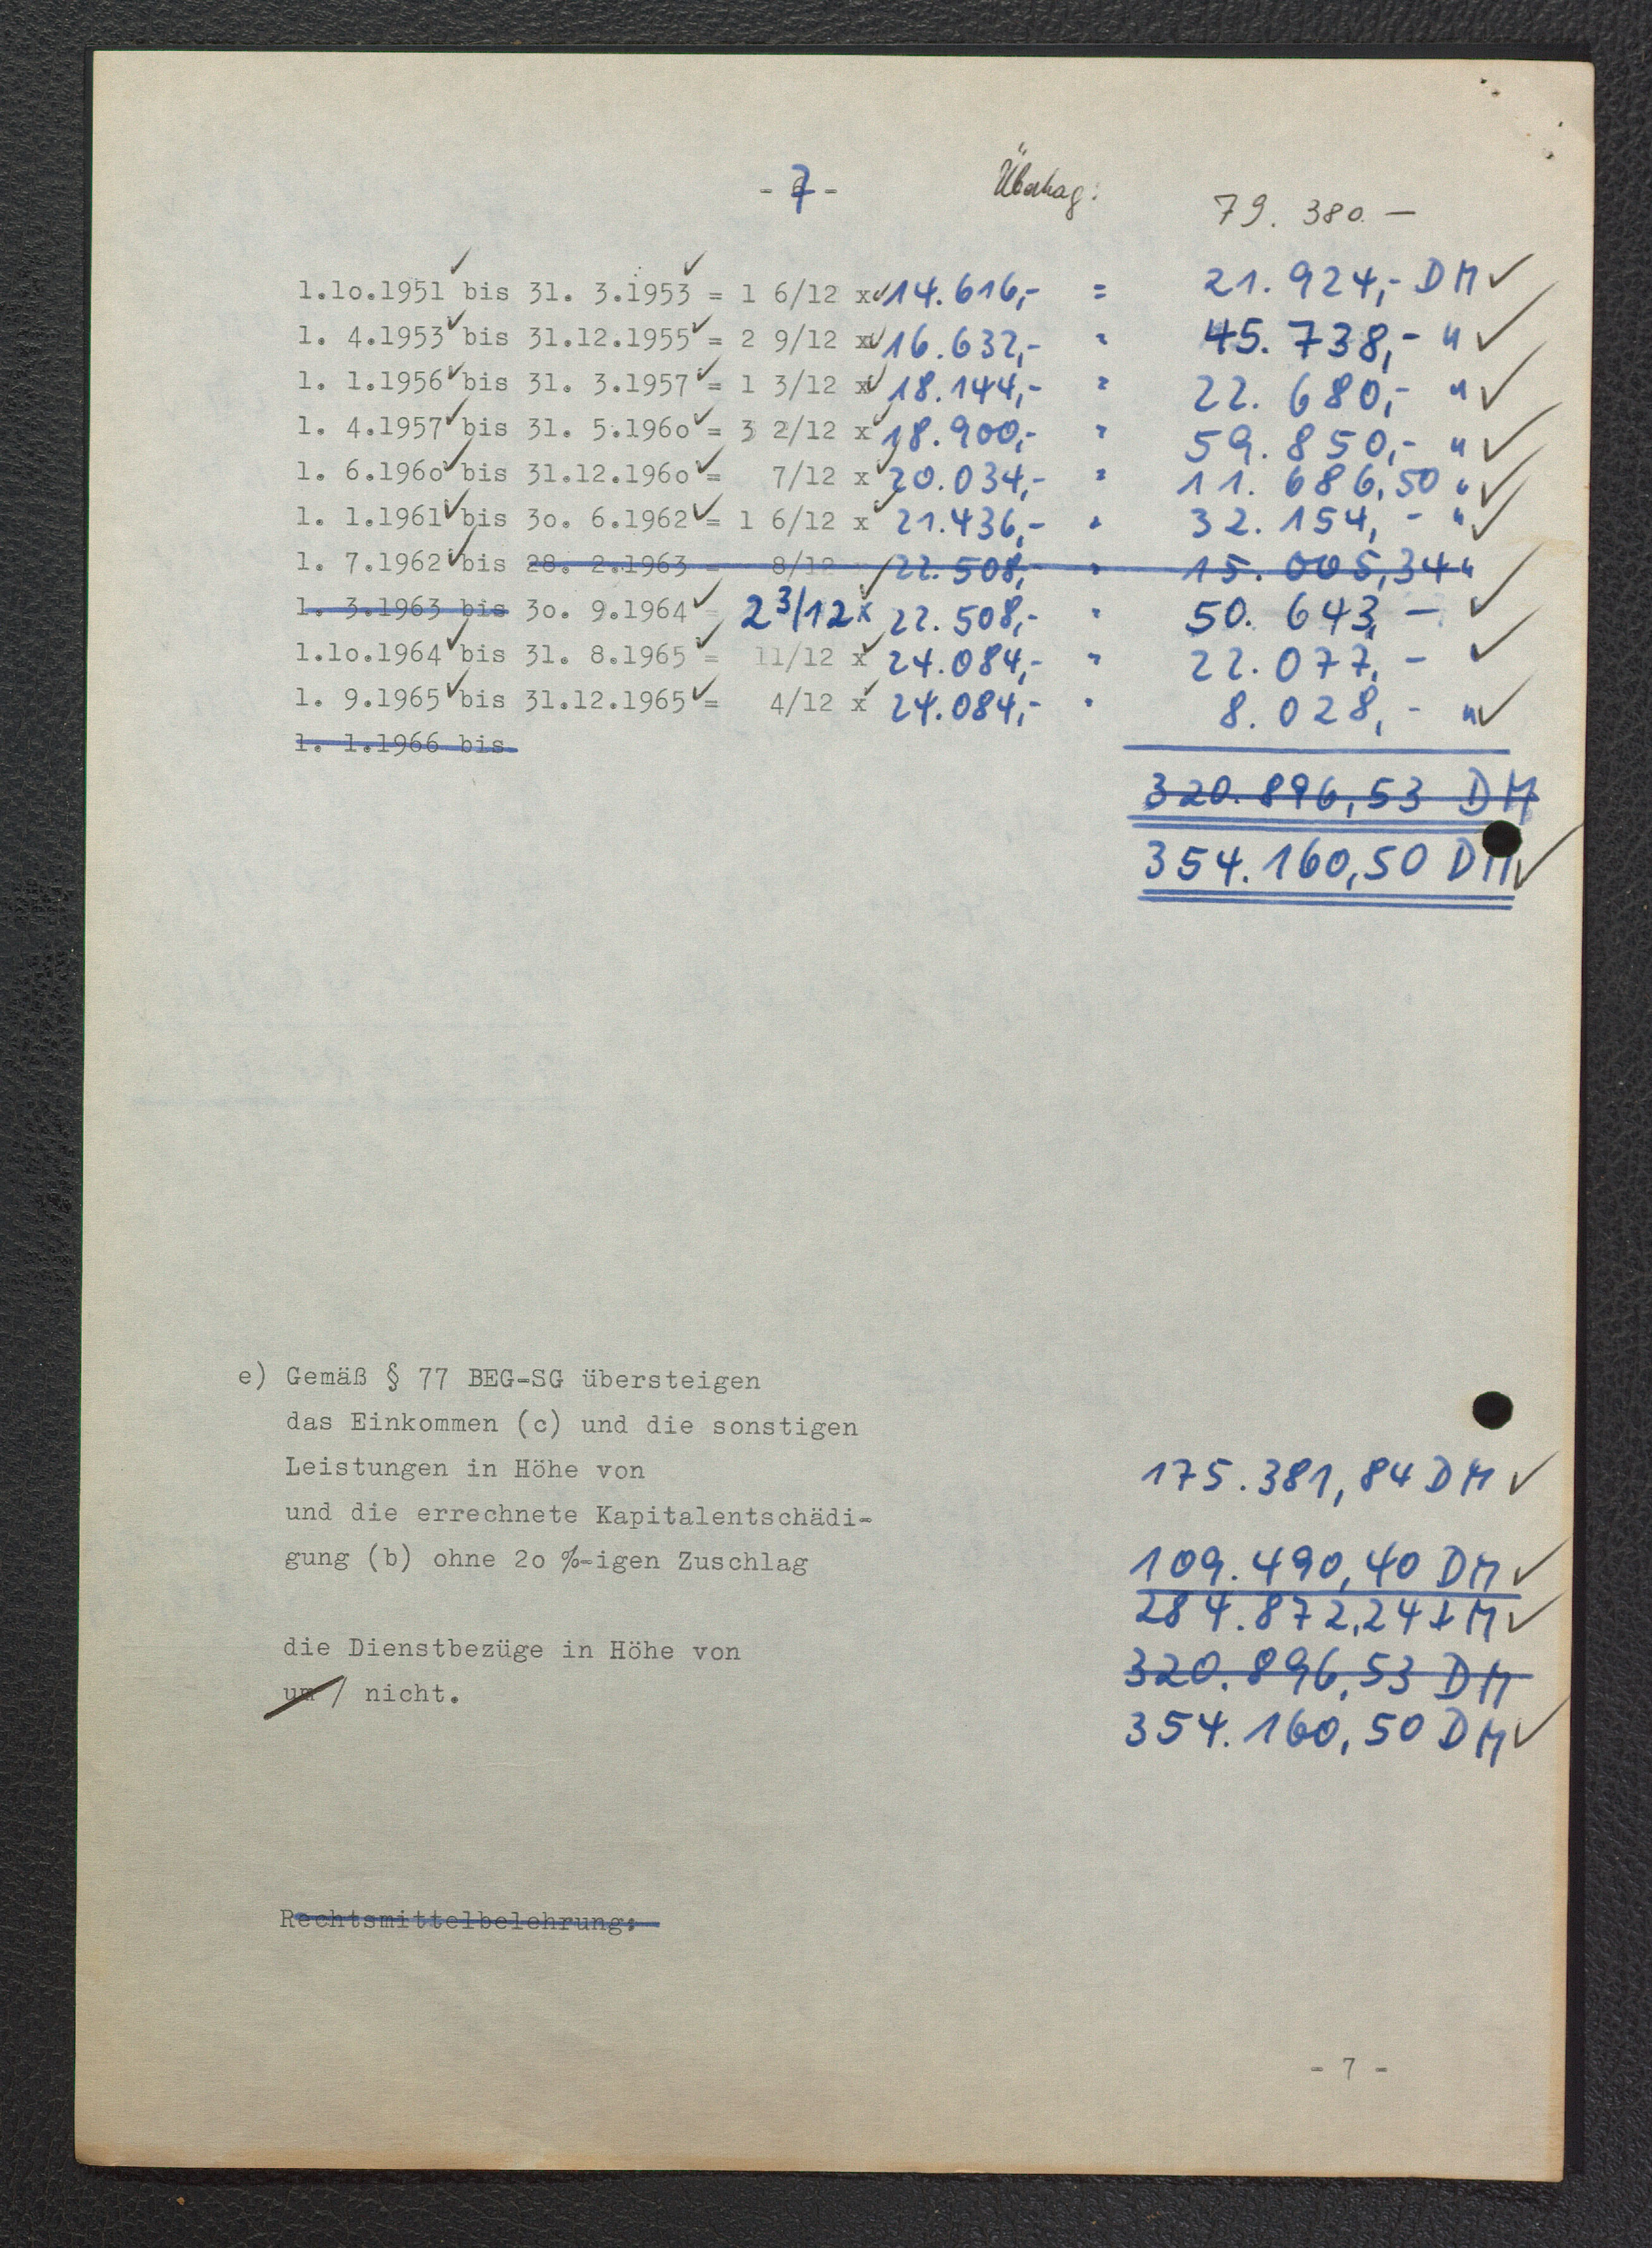 - 7 - Übertrag:
79.380.—
1.1o.1951 bis 31. 3.1953 = 1 6/12 x 14.616,- = 21.924,- DM
1. 4.1953 bis 31.12.1955 = 2 9/12 x 16.632,- " 45.738,- "
1. 1.1956 bis 31. 3.1957 = 1 3/12 x 18.144,- " 22.680,- "
1. 4.1957 bis 31. 5.196o = 3 2/12 x 18.900,- " 59.850,- "
1. 6.196o bis 31.12.196o = 7/12 x 20.034,- " 11.686,50 "
1. 1.1961 bis 3o. 6.1962 = 1 6/12 x 21.436,- " 32.154,- "
1. 7.1962 bis 28. 2.1963 = 8/12 22.508,- " 15.005,34 "
1. 3.1963 bis 3o. 9.1964 = 2 3/12 x 22.508,- " 50.643,—
1.1o.1964 bis 31. 8.1965 = 11/12 x 24.084,- " 22.077,-
1. 9.1965 bis 31.12.1965 = 4/12 x 24.084,- " 8.028,- "
1. 1.1966 bis
320.896,53 DM
354.160,50 DM
e) Gemäß § 77 BEG-SG übersteigen
das Einkommen (c) und die sonstigen
Leistungen in Höhe von 175.381,84 DM
und die errechnete Kapitalentschädi-
gung (b) ohne 2o %-igen Zuschlag 109.490,40 DM
284.872,24 DM
die Dienstbezüge in Höhe von 320.896,53 DM
um / nicht.
354.160,50 DM
Rechtsmittelbelehrung:
- 7 -